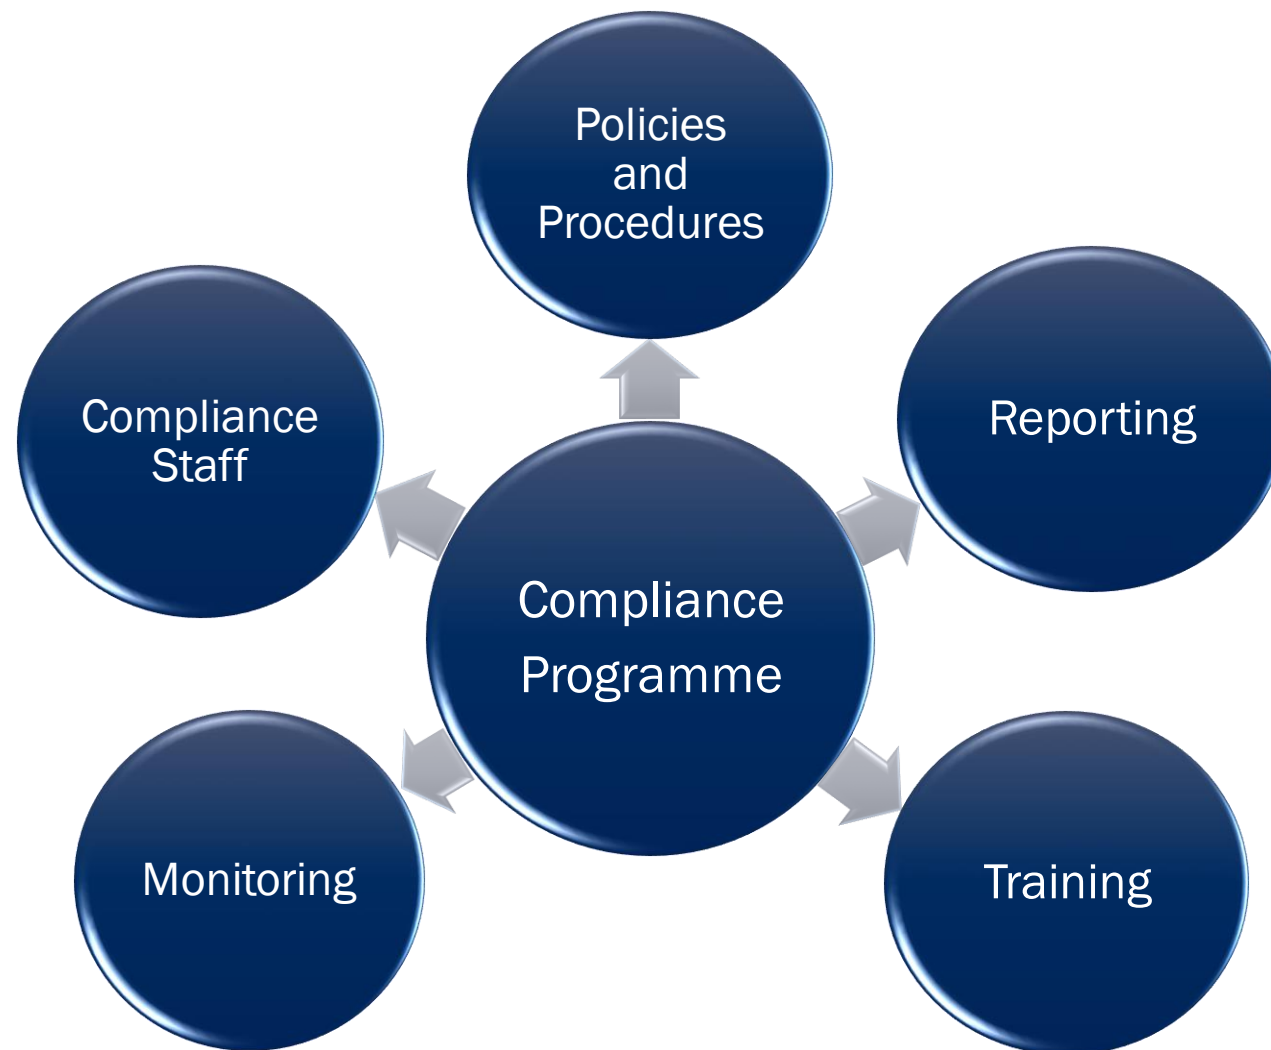 Policies
and
Procedures
Reporting
Compliance
Staff
Compliance
Programme
Monitoring
Training